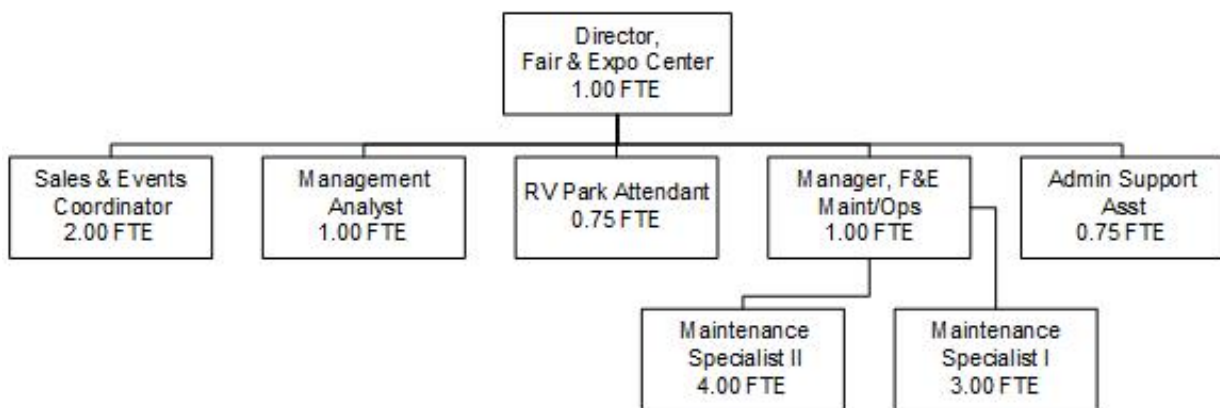 Director,
Fair & Expo Center
1.00 FTE
Sales & Events
Coordinator
2.00 FTE
Management
Analyst
1.00 FTE
RV Park Attendant
0.75 FTE
Manager, F&E
Maint/Ops
1.00 FTE
Admin Support
Asst
0.75 FTE
Maintenance
Specialist II
4.00 FTE
Maintenance
Specialist I
3.00 FTE